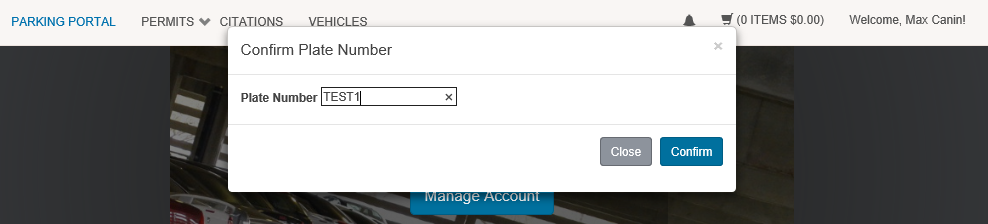 PARKING PORTAL PERMITS CITATIONS VEHICLES (0 ITEMS $0.00) Welcome, Max Canin!
Confirm Plate Number ×
Plate Number TEST1 ×
Close Confirm
Manage Account